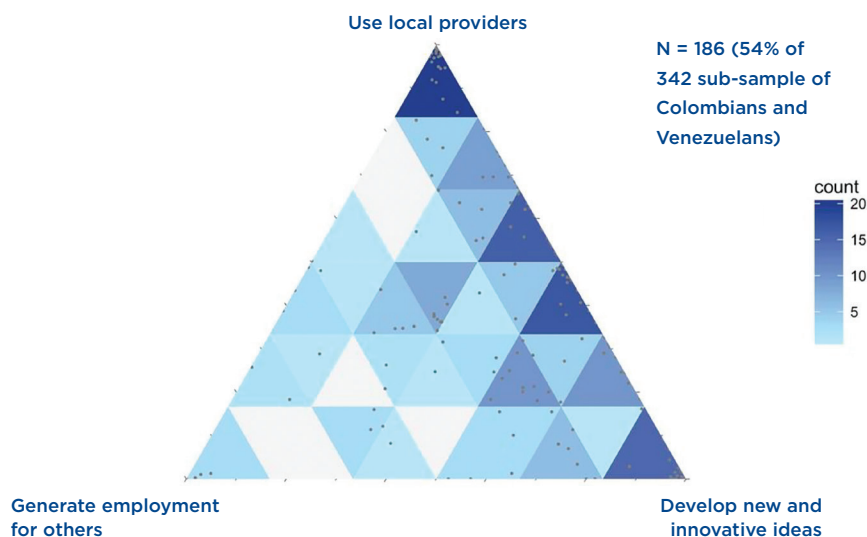 Use local providers
N = 186 (54% of
342 sub-sample of
Colombians and
Venezuelans)
count
20
15
10
5
Generate employment
for others
Develop new and
innovative ideas